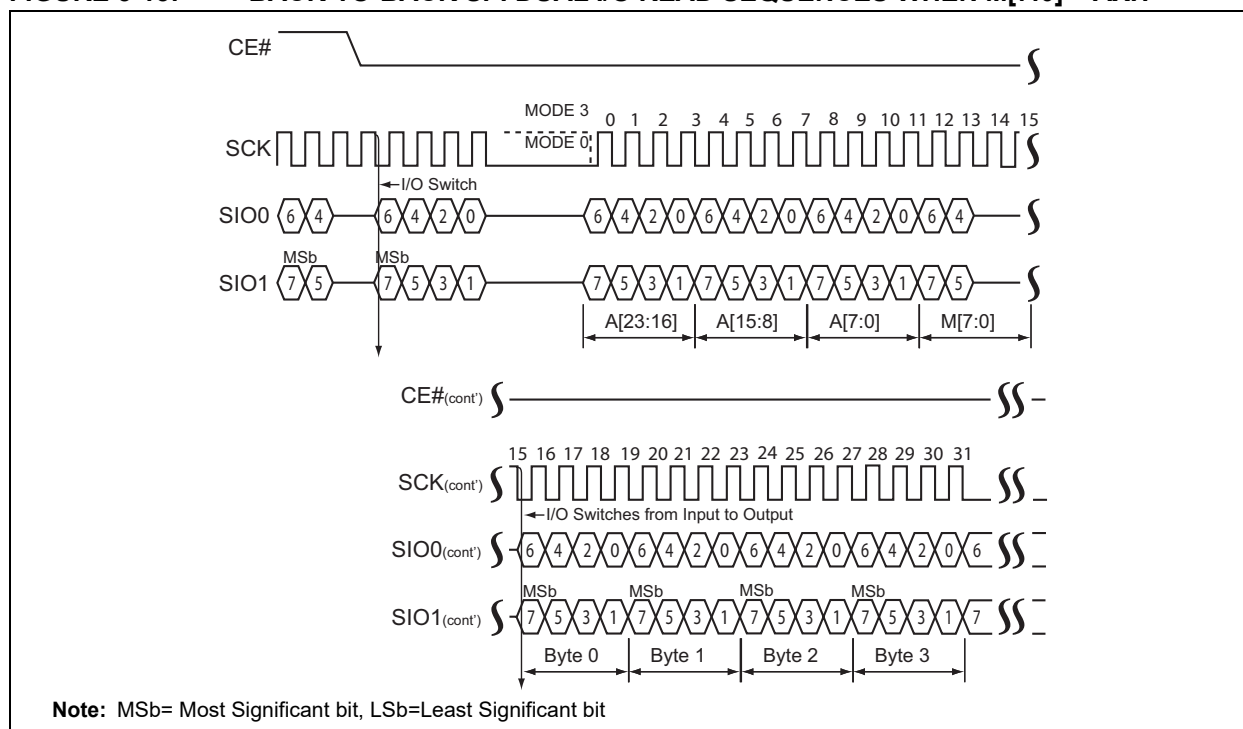 CE#
MODE 3
0 1 2 3 4 5 6 7 8 9 10 11 12 13 14 15
SCK MODE 0
I/O Switch
SIO0 6 4 6 4 2 0 6 4 2 0 6 4 2 0 6 4 2 0 6 4
MSb MSb
SIO1 7 5 7 5 3 1 7 5 3 1 7 5 3 1 7 5 3 1 7 5
A[23:16] A[15:8] A[7:0] M[7:0]
CE#(cont')
15 16 17 18 19 20 21 22 23 24 25 26 27 28 29 30 31
SCK(cont')
I/O Switches from Input to Output
SIO0(cont') 6 4 2 0 6 4 2 0 6 4 2 0 6 4 2 0 6
MSb MSb MSb MSb
SIO1(cont') 7 5 3 1 7 5 3 1 7 5 3 1 7 5 3 1 7
Byte 0 Byte 1 Byte 2 Byte 3
Note: MSb= Most Significant bit, LSb=Least Significant bit